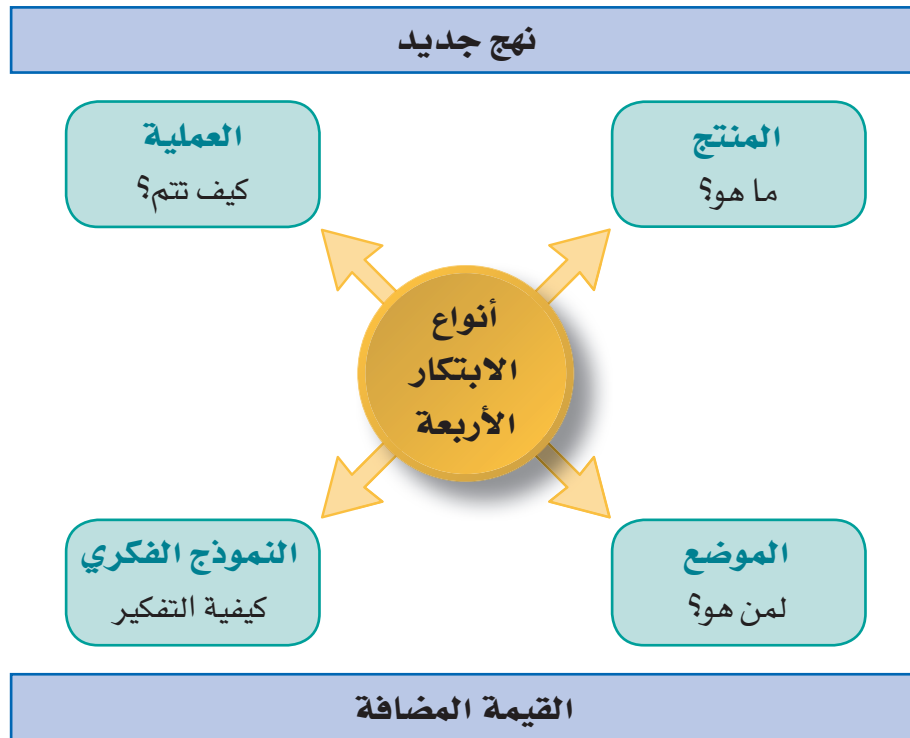 نهج جديد
المنتج
ما هو؟
العملية
كيف تتم؟
أنواع
الابتكار
الأربعة
الموضع
لمن هو؟
النموذج الفكري
كيفية التفكير
القيمة المضافة